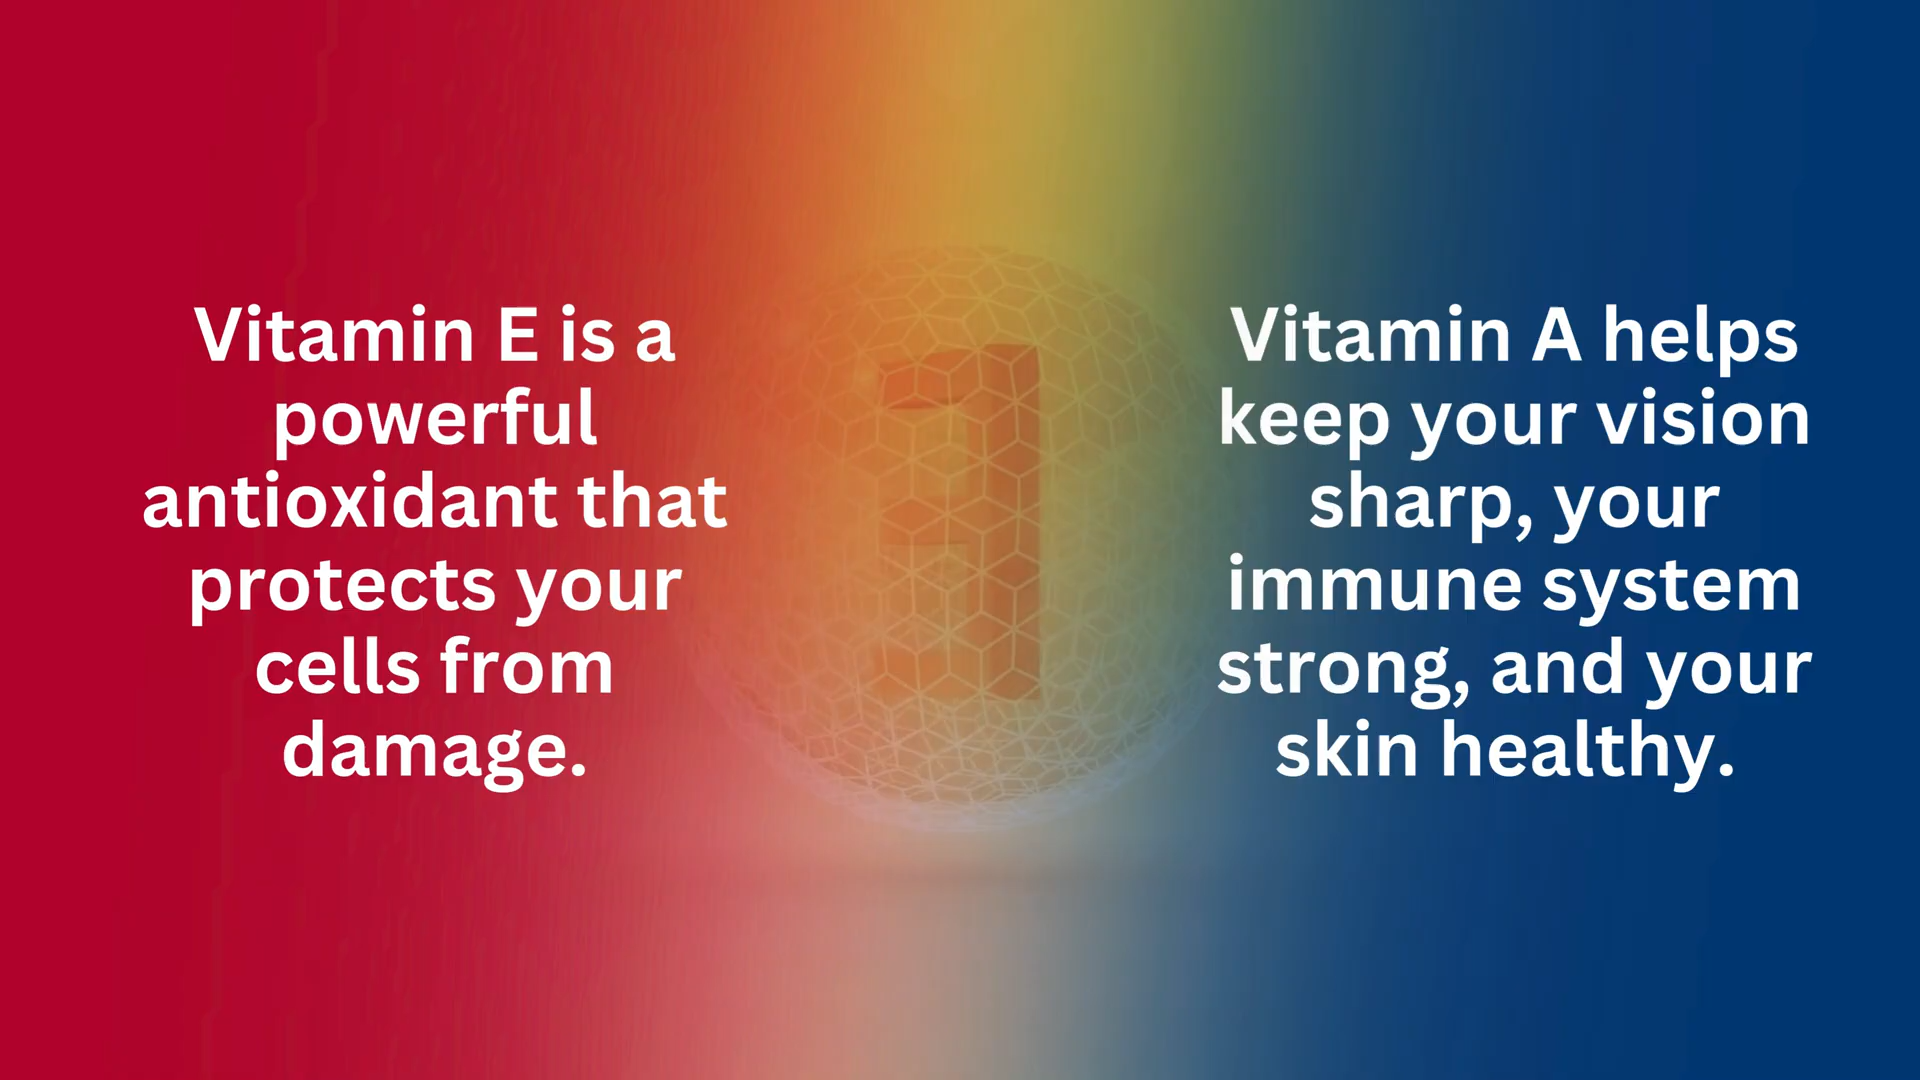 Vitamin E is a
powerful
antioxidant that
protects your
cells from
damage.
Vitamin A helps
keep your vision
sharp, your
immune system
strong, and your
skin healthy.
E